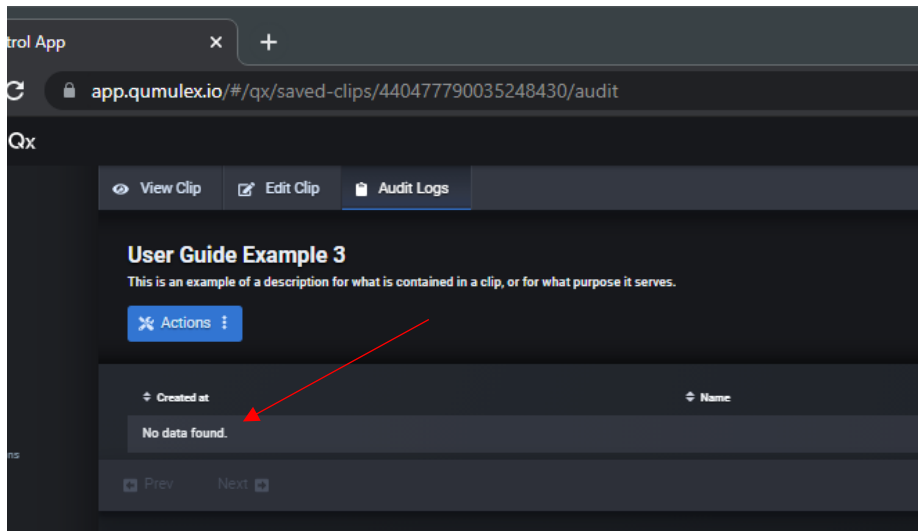 trol App
app.qumulex.io/#/qx/saved-clips/440477790035248430/audit
Qx
View Clip Edit Clip Audit Logs
User Guide Example 3
This is an example of a description for what is contained in a clip, or for what purpose it serves.
Actions
Created at Name
No data found.
ns
Prev Next